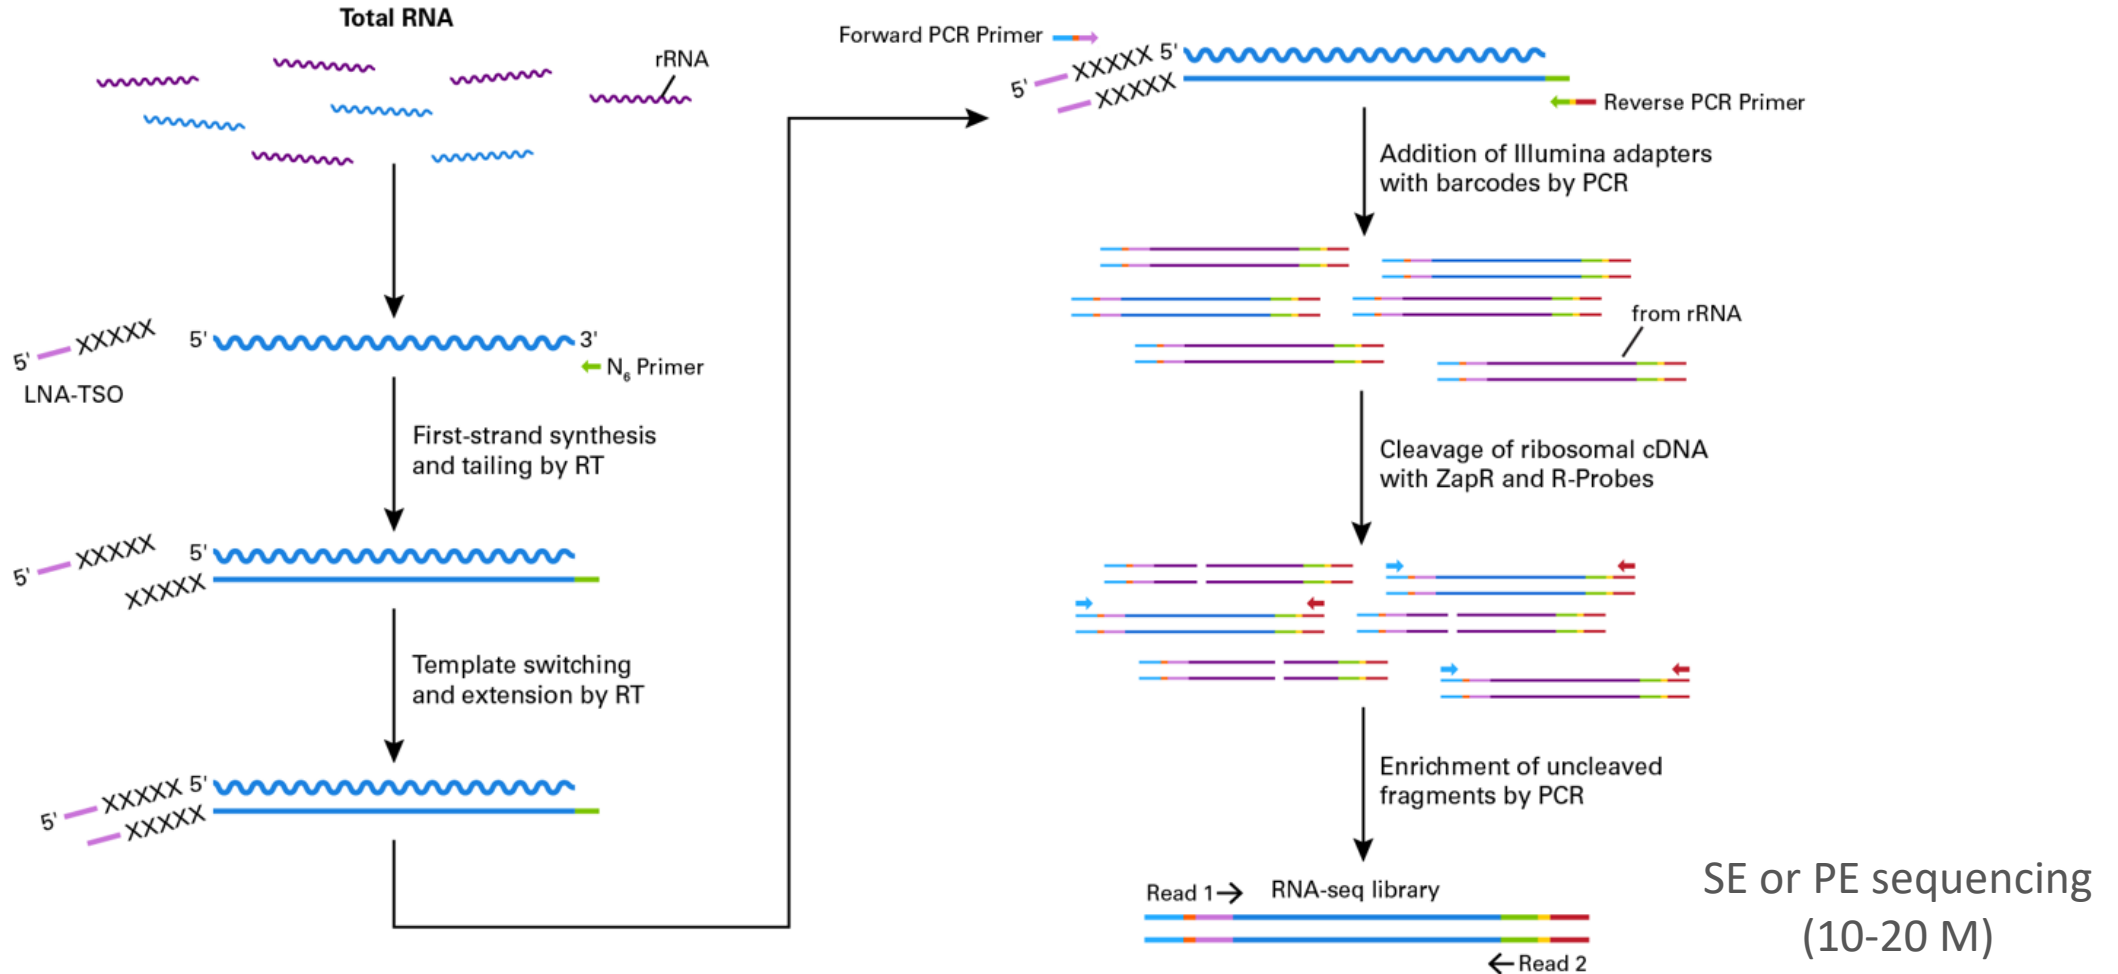 Total RNA
rRNA
5' XXXXX
LNA-TSO
5' 3'
N₆ Primer
First-strand synthesis
and tailing by RT
5' XXXXX 5'
XXXXX
Template switching
and extension by RT
5' XXXXX 5'
XXXXX
Forward PCR Primer
5' XXXXX 5'
XXXXX
Reverse PCR Primer
Addition of Illumina adapters
with barcodes by PCR
from rRNA
Cleavage of ribosomal cDNA
with ZapR and R-Probes
Enrichment of uncleaved
fragments by PCR
Read 1 RNA-seq library
Read 2
SE or PE sequencing
(10-20 M)